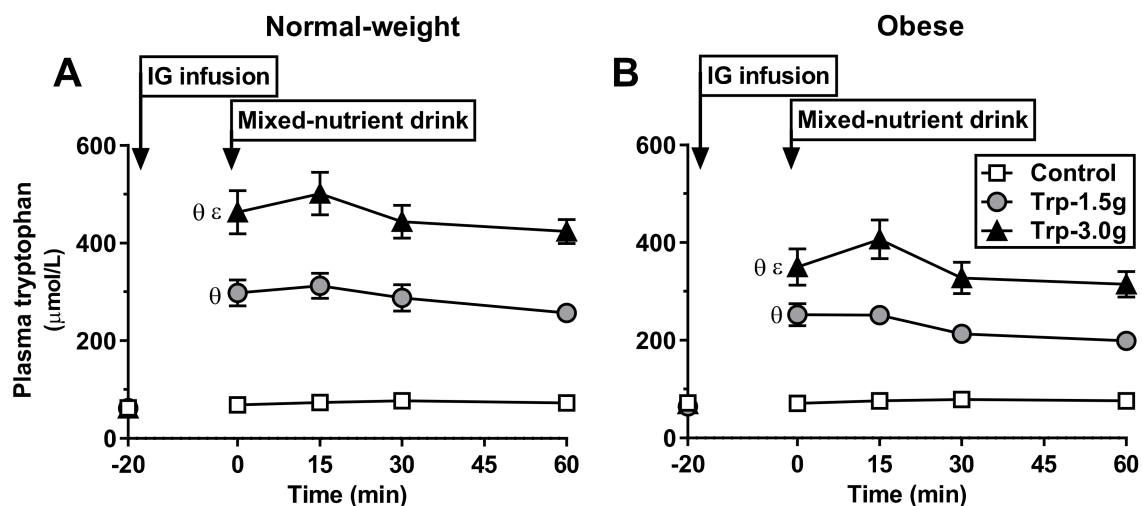 Normal-weight
Obese
A
IG infusion
Mixed-nutrient drink
B
IG infusion
Mixed-nutrient drink
Plasma tryptophan
(μmol/L)
600
400
200
0
θ ε
θ
-20
0
15
30
45
60
Time (min)
600
400
200
0
θ ε
θ
Control
Trp-1.5g
Trp-3.0g
-20
0
15
30
45
60
Time (min)